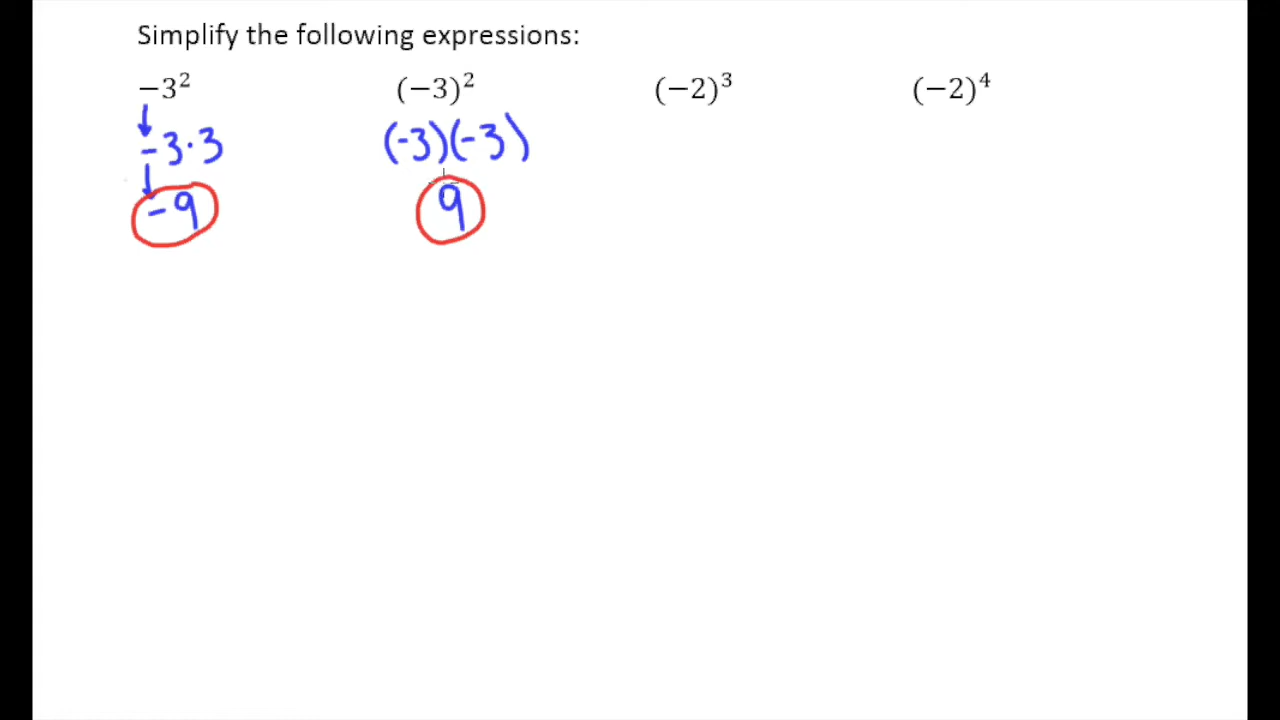 Simplify the following expressions:
−3² (−3)² (−2)³ (−2)⁴
-3·3 (-3)(-3)
-9 9